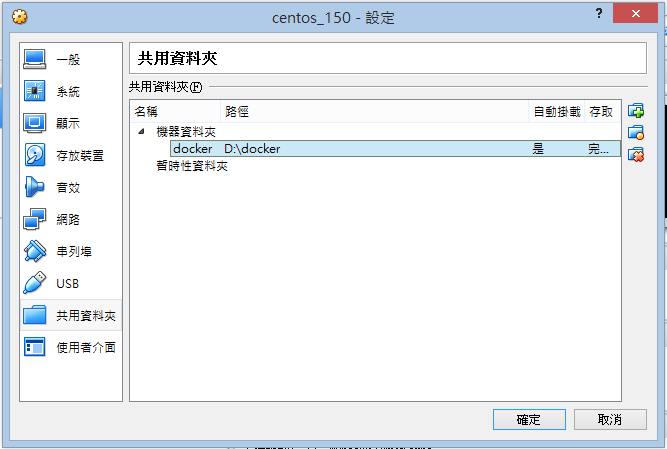 centos_150 - 設定
?
一般
系統
顯示
存放裝置
音效
網路
串列埠
USB
共用資料夾
使用者介面
共用資料夾
共用資料夾(F)
名稱 路徑 自動掛載 存取
機器資料夾
docker D:\docker 是 完...
暫時性資料夾
確定 取消